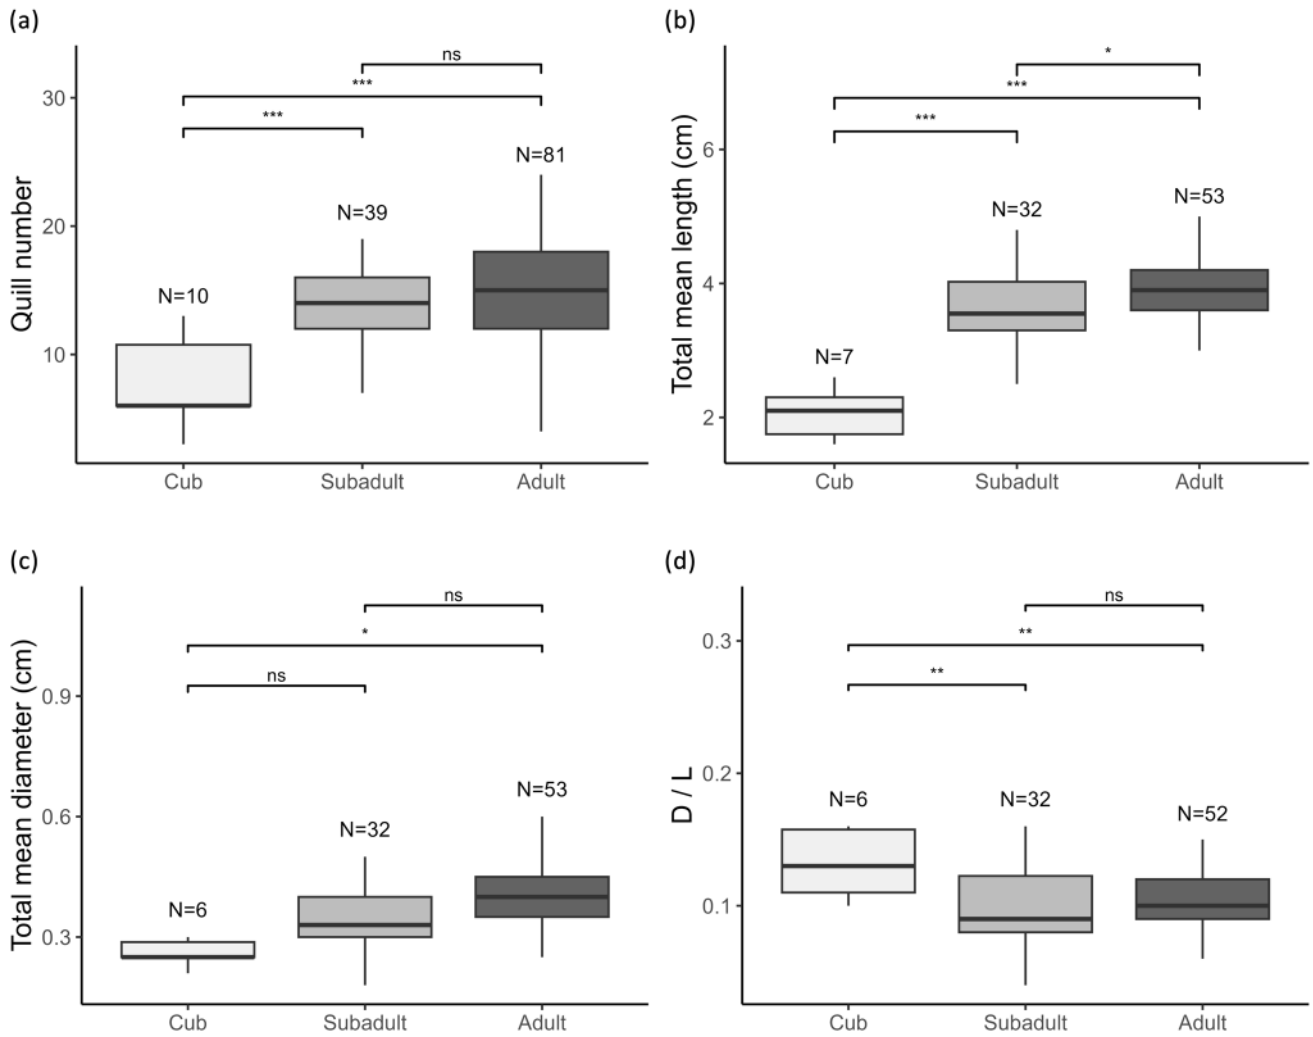 (a)
Quill number
30
20
10
ns
***
***
N=10
N=39
N=81
Cub
Subadult
Adult
(b)
Total mean length (cm)
6
4
2
*
***
***
N=7
N=32
N=53
Cub
Subadult
Adult
(c)
Total mean diameter (cm)
0.9
0.6
0.3
ns
*
ns
N=6
N=32
N=53
Cub
Subadult
Adult
(d)
D / L
0.3
0.2
0.1
ns
**
**
N=6
N=32
N=52
Cub
Subadult
Adult